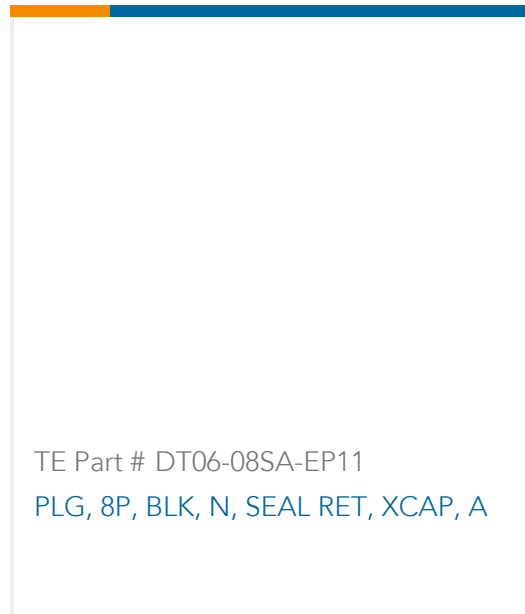 TE Part # DT06-08SA-EP11
PLG, 8P, BLK, N, SEAL RET, XCAP, A